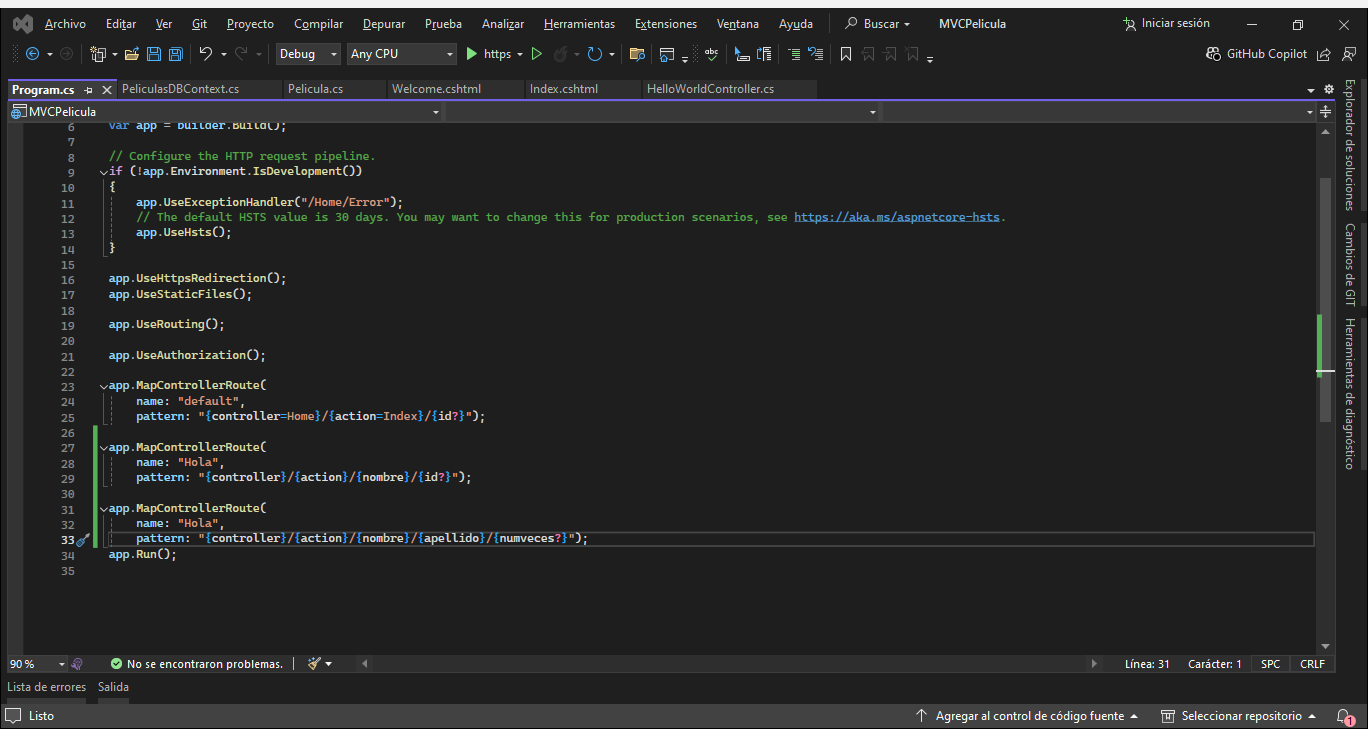 Archivo Editar Ver Git Proyecto Compilar Depurar Prueba Analizar Herramientas Extensiones Ventana Ayuda Buscar MVCPelicula Iniciar sesión
Debug Any CPU https abc GitHub Copilot
Program.cs PeliculasDBContext.cs Pelicula.cs Welcome.cshtml Index.cshtml HelloWorldController.cs
MVCPelicula
6 var app = builder.Build();
7
8 // Configure the HTTP request pipeline.
9 if (!app.Environment.IsDevelopment())
10 {
11 app.UseExceptionHandler("/Home/Error");
12 // The default HSTS value is 30 days. You may want to change this for production scenarios, see https://aka.ms/aspnetcore-hsts.
13 app.UseHsts();
14 }
15
16 app.UseHttpsRedirection();
17 app.UseStaticFiles();
18
19 app.UseRouting();
20
21 app.UseAuthorization();
22
23 app.MapControllerRoute(
24 name: "default",
25 pattern: "{controller=Home}/{action=Index}/{id?}");
26
27 app.MapControllerRoute(
28 name: "Hola",
29 pattern: "{controller}/{action}/{nombre}/{id?}");
30
31 app.MapControllerRoute(
32 name: "Hola",
33 pattern: "{controller}/{action}/{nombre}/{apellido}/{numveces?}");
34 app.Run();
35
Explorador de soluciones
Cambios de GIT
Herramientas de diagnóstico
90 % No se encontraron problemas. Línea: 31 Carácter: 1 SPC CRLF
Lista de errores Salida
Listo Agregar al control de código fuente Seleccionar repositorio 1